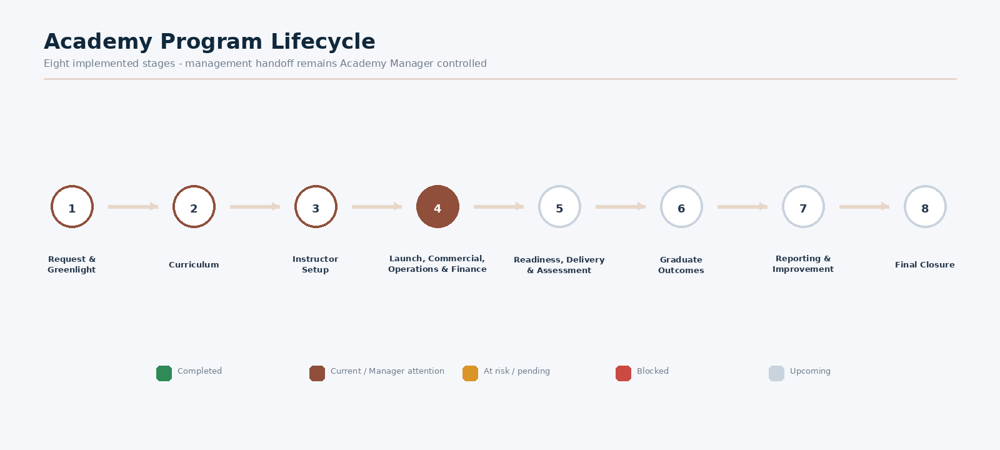 Academy Program Lifecycle
Eight implemented stages - management handoff remains Academy Manager controlled
1
2
3
4
5
6
7
8
Request &
Greenlight
Curriculum
Instructor
Setup
Launch, Commercial,
Operations & Finance
Readiness, Delivery
& Assessment
Graduate
Outcomes
Reporting &
Improvement
Final Closure
Completed
Current / Manager attention
At risk / pending
Blocked
Upcoming